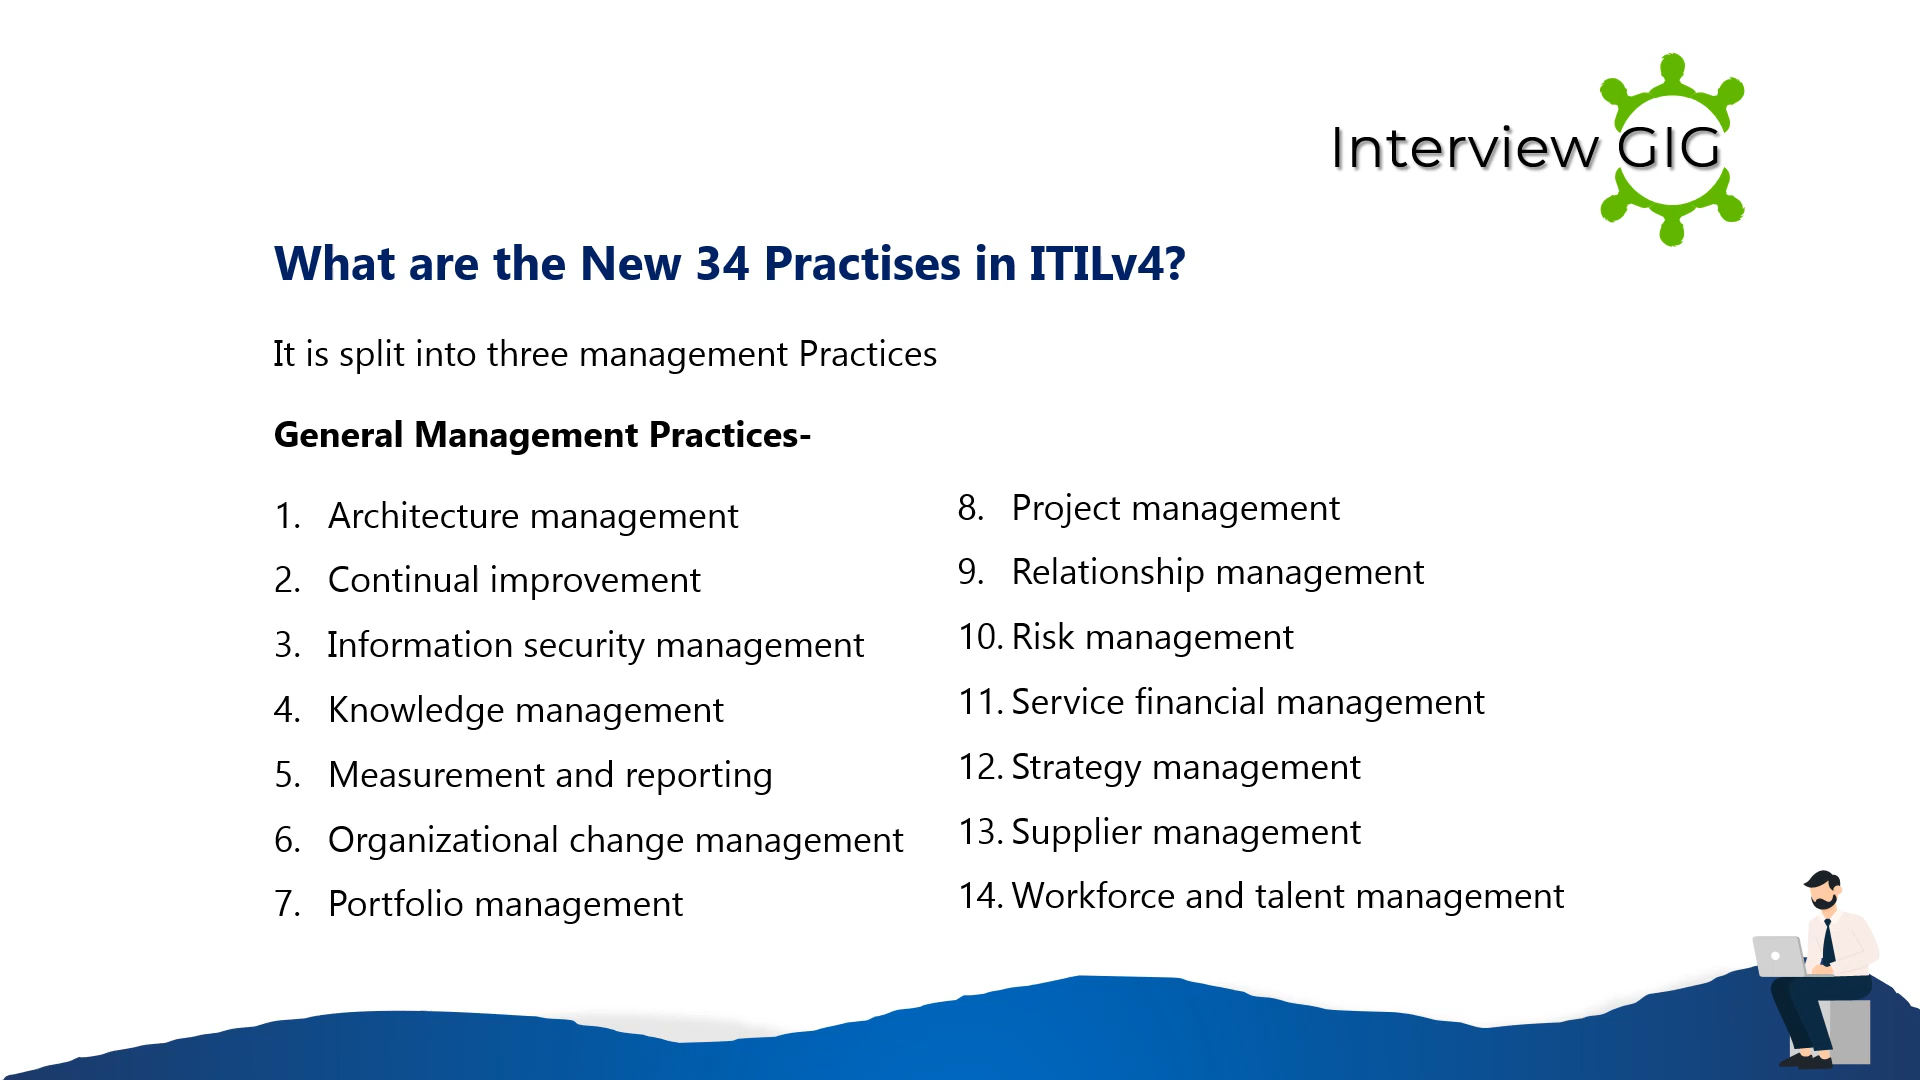 Interview GIG
What are the New 34 Practises in ITILv4?
It is split into three management Practices
General Management Practices-
1. Architecture management
2. Continual improvement
3. Information security management
4. Knowledge management
5. Measurement and reporting
6. Organizational change management
7. Portfolio management
8. Project management
9. Relationship management
10. Risk management
11. Service financial management
12. Strategy management
13. Supplier management
14. Workforce and talent management